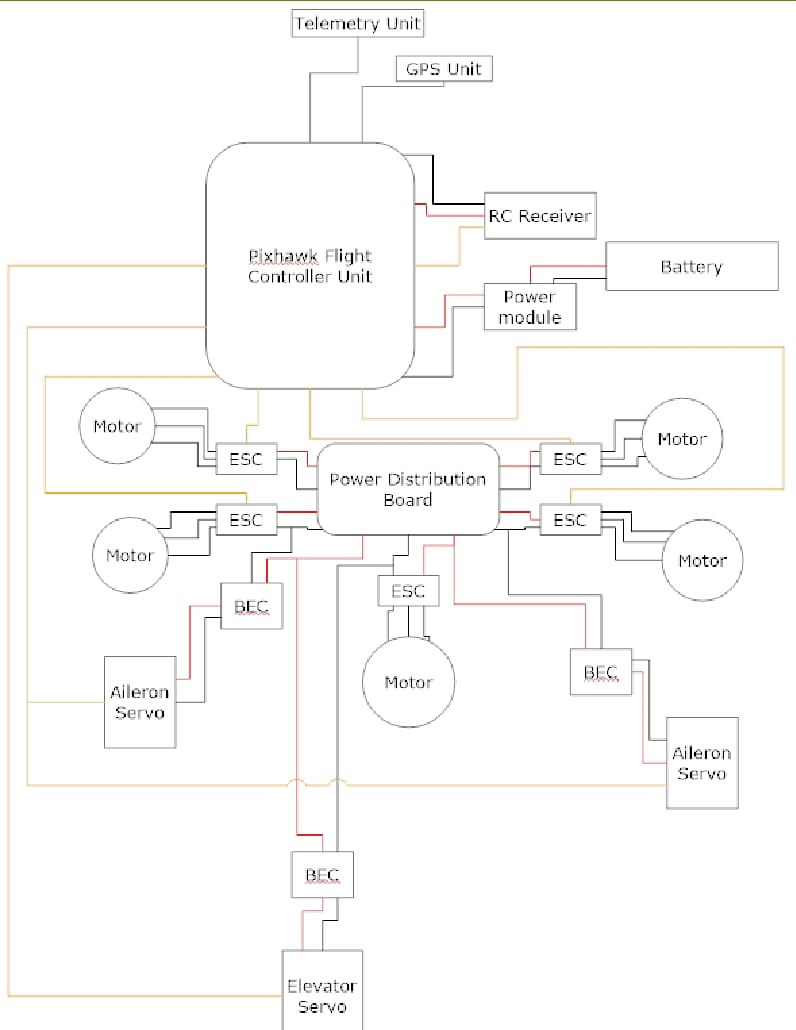 Telemetry Unit
GPS Unit
RC Receiver
Pixhawk Flight
Controller Unit
Battery
Power
module
Motor
Motor
ESC
ESC
Power Distribution
Board
ESC
ESC
Motor
Motor
ESC
BEC
BEC
Motor
Aileron
Servo
Aileron
Servo
BEC
Elevator
Servo